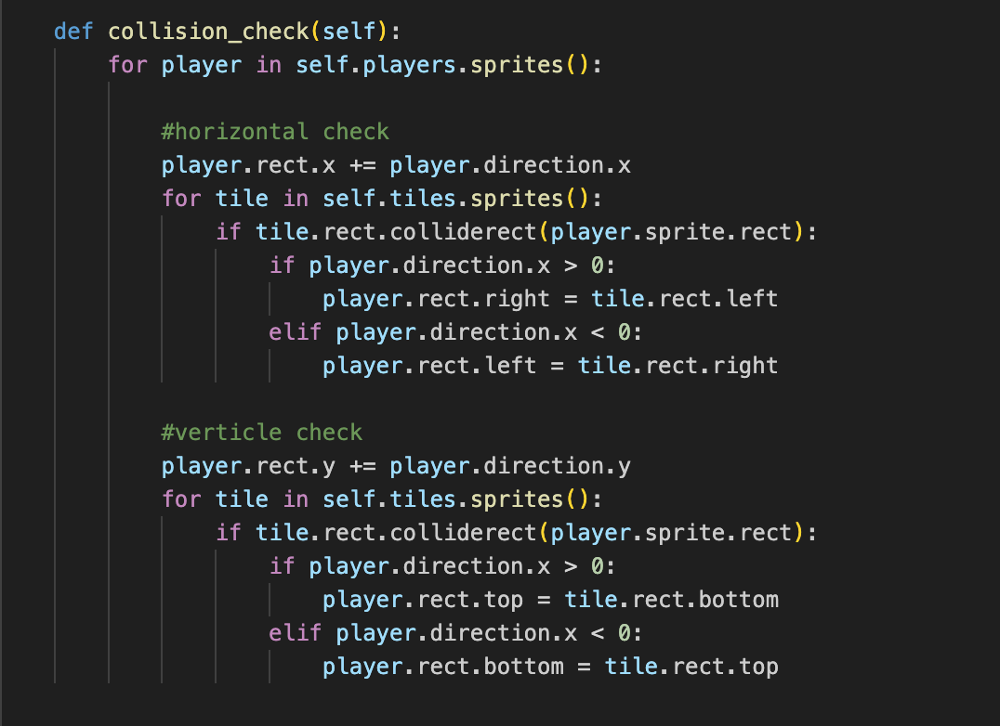 def collision_check(self):
    for player in self.players.sprites():

        #horizontal check
        player.rect.x += player.direction.x
        for tile in self.tiles.sprites():
            if tile.rect.colliderect(player.sprite.rect):
                if player.direction.x > 0:
                    player.rect.right = tile.rect.left
                elif player.direction.x < 0:
                    player.rect.left = tile.rect.right

        #verticle check
        player.rect.y += player.direction.y
        for tile in self.tiles.sprites():
            if tile.rect.colliderect(player.sprite.rect):
                if player.direction.x > 0:
                    player.rect.top = tile.rect.bottom
                elif player.direction.x < 0:
                    player.rect.bottom = tile.rect.top